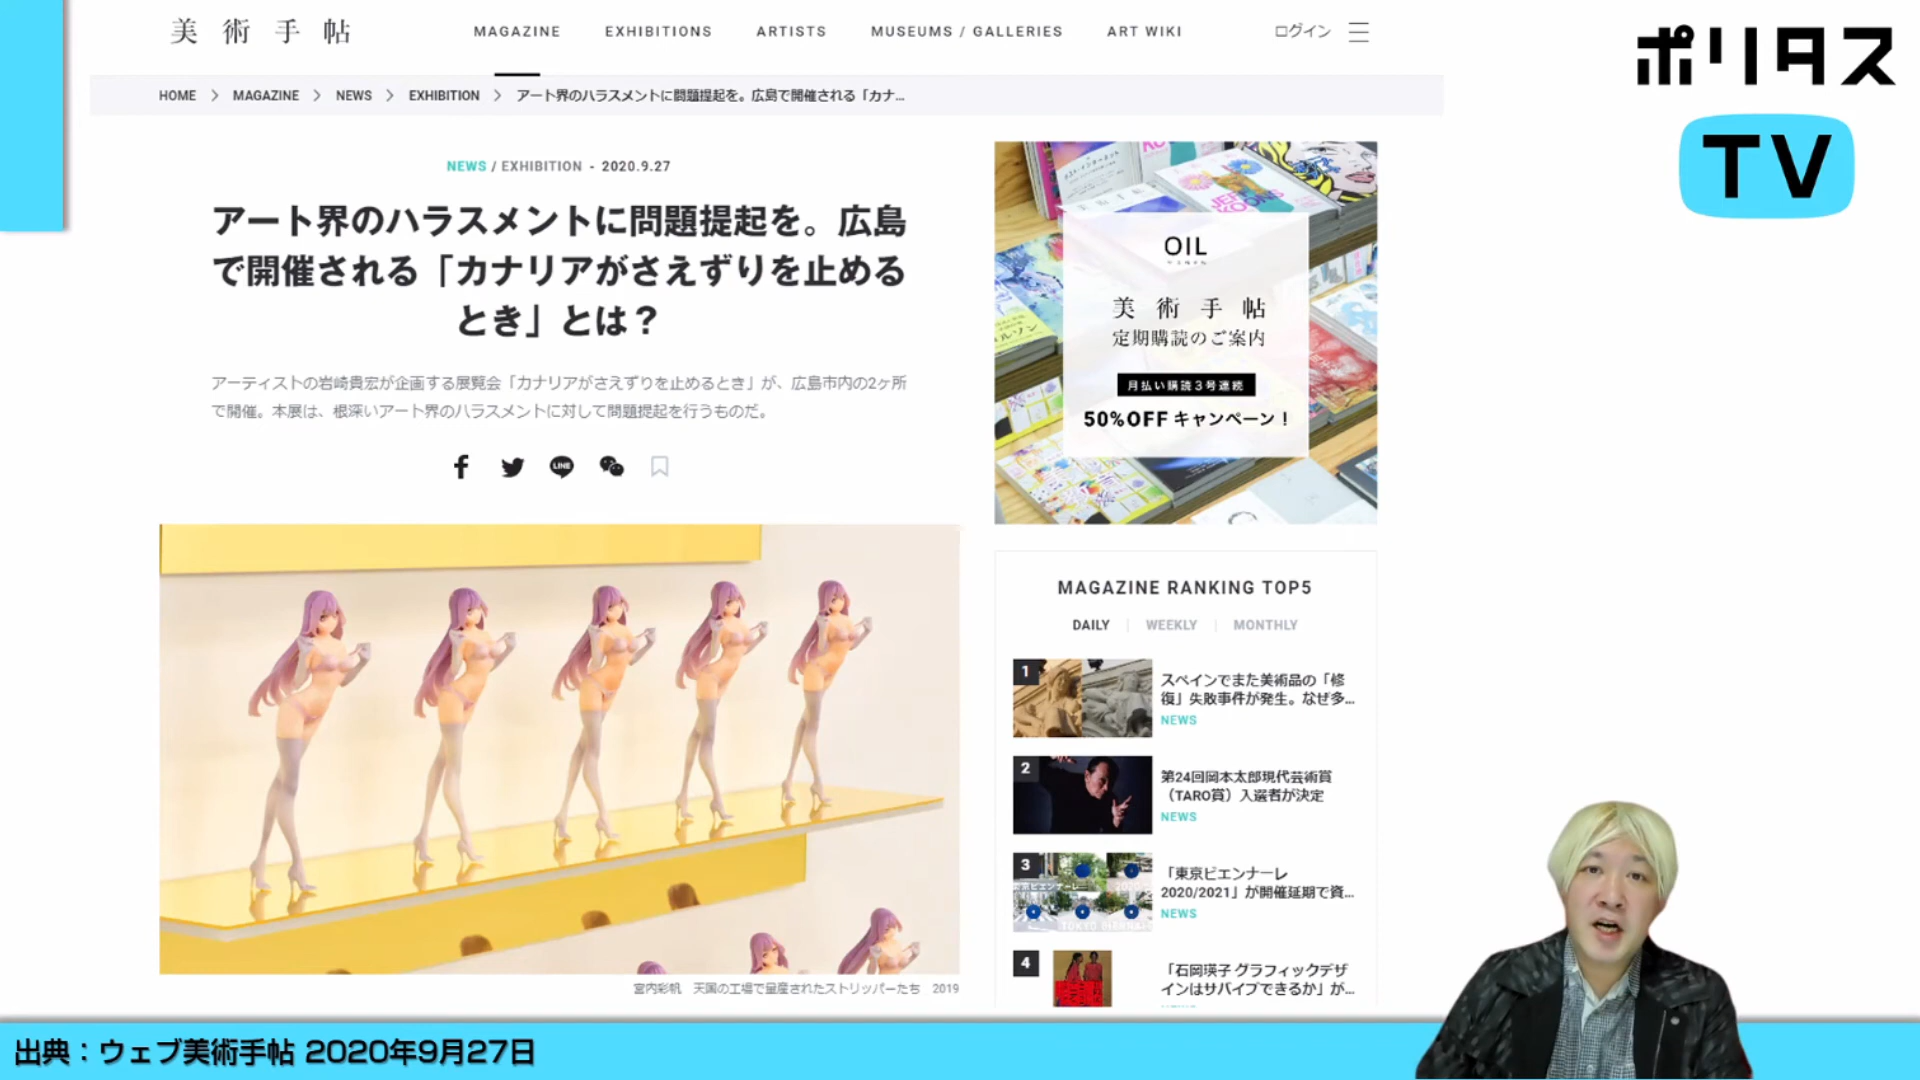 美術手帖
MAGAZINE
EXHIBITIONS
ARTISTS
MUSEUMS / GALLERIES
ART WIKI
ログイン
HOME > MAGAZINE > NEWS > EXHIBITION > アート界のハラスメントに問題提起を。広島で開催される「カナ...
ポリタス
TV
NEWS / EXHIBITION - 2020.9.27
アート界のハラスメントに問題提起を。広島
で開催される「カナリアがさえずりを止める
とき」とは？
アーティストの岩崎貴宏が企画する展覧会「カナリアがさえずりを止めるとき」が、広島市内の2ヶ所
で開催。本展は、根深いアート界のハラスメントに対して問題提起を行うものだ。
LINE
宮内彩帆 天国の工場で量産されたストリッパーたち 2019
OIL
美術手帖
定期購読のご案内
月払い購読3号連続
50%OFF キャンペーン！
MAGAZINE RANKING TOP5
DAILY | WEEKLY | MONTHLY
1
スペインでまた美術品の「修
復」失敗事件が発生。なぜ多...
NEWS
2
第24回岡本太郎現代芸術賞
（TARO賞）入選者が決定
NEWS
3
「東京ビエンナーレ
2020/2021」が開催延期で資...
NEWS
4
「石岡瑛子 グラフィックデザ
インはサバイブできるか」が...
出典：ウェブ美術手帖 2020年9月27日